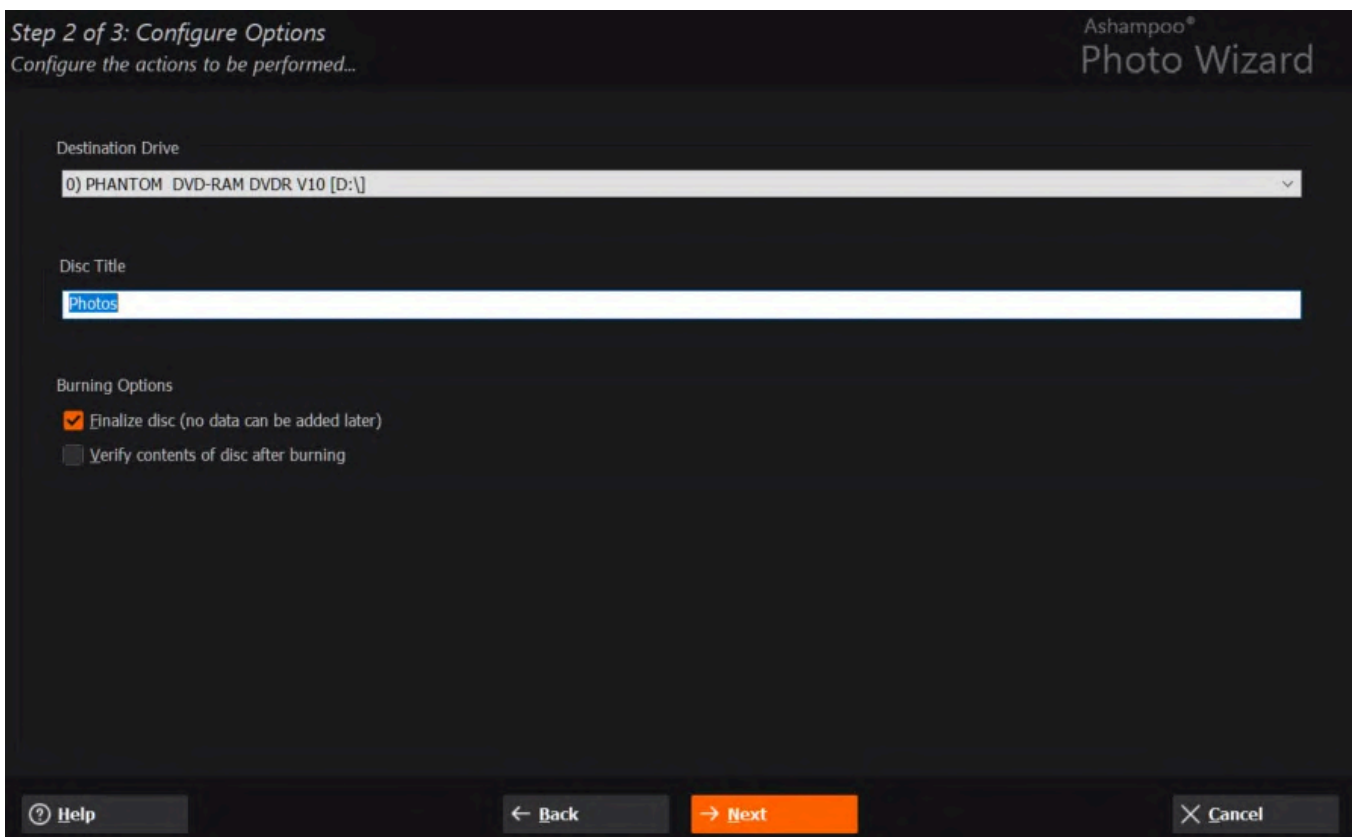 Step 2 of 3: Configure Options
Configure the actions to be performed...
Ashampoo®
Photo Wizard
Destination Drive
0) PHANTOM DVD-RAM DVDR V10 [D:\]
Disc Title
Photos
Burning Options
Finalize disc (no data can be added later)
Verify contents of disc after burning
Help
Back
Next
Cancel